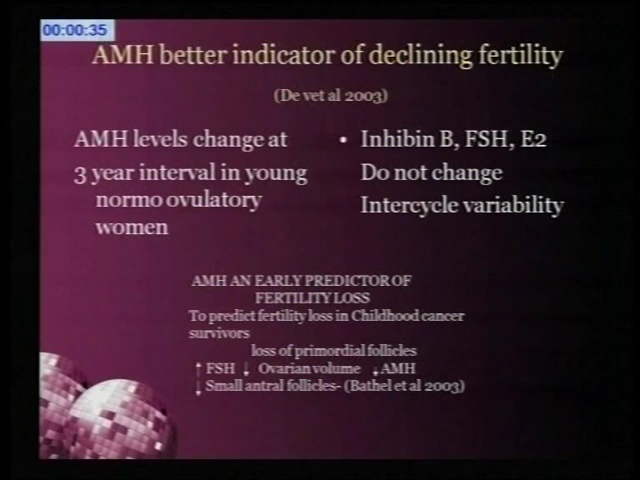 00:00:35
AMH better indicator of declining fertility
(De vet al 2003)
AMH levels change at
3 year interval in young
normo ovulatory
women
• Inhibin B, FSH, E2
Do not change
Intercycle variability
AMH AN EARLY PREDICTOR OF
FERTILITY LOSS
To predict fertility loss in Childhood cancer
survivors
loss of primordial follicles
↑ FSH ↓ Ovarian volume ↓ AMH
↓ Small antral follicles- (Bathel et al 2003)